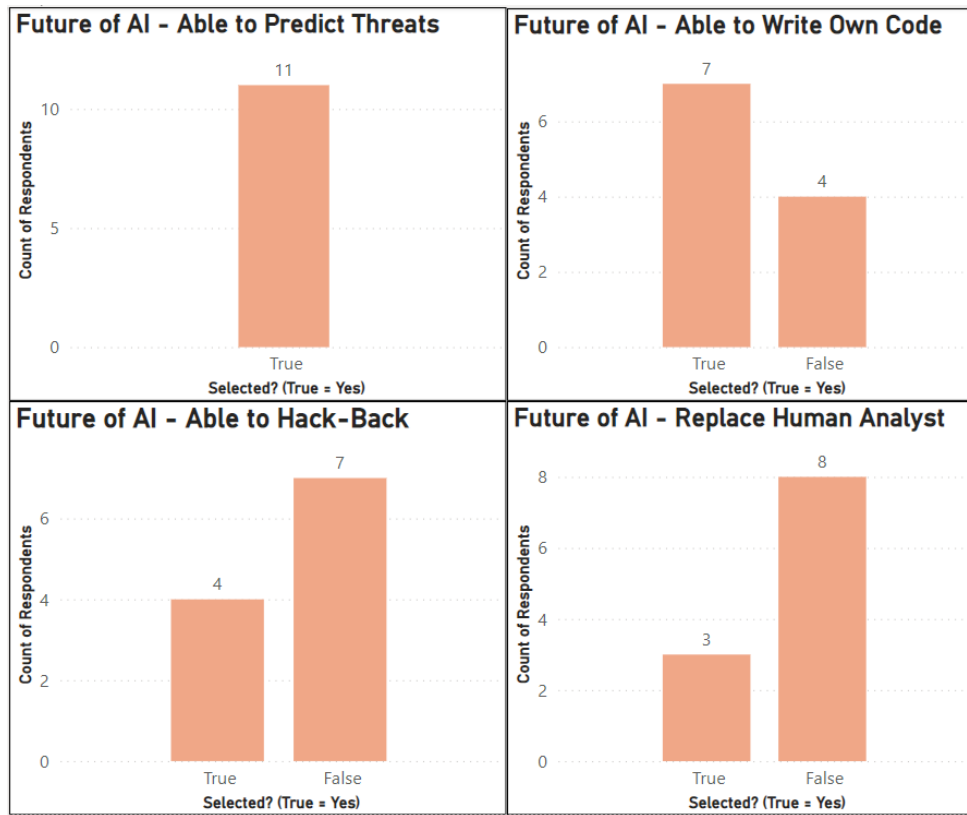 Future of AI - Able to Predict Threats
11
10
5
0
Count of Respondents
True
Selected? (True = Yes)
Future of AI - Able to Write Own Code
7
6
4
4
2
0
Count of Respondents
True
False
Selected? (True = Yes)
Future of AI - Able to Hack-Back
7
6
4
4
2
0
Count of Respondents
True
False
Selected? (True = Yes)
Future of AI - Replace Human Analyst
8
8
6
4
3
2
0
Count of Respondents
True
False
Selected? (True = Yes)